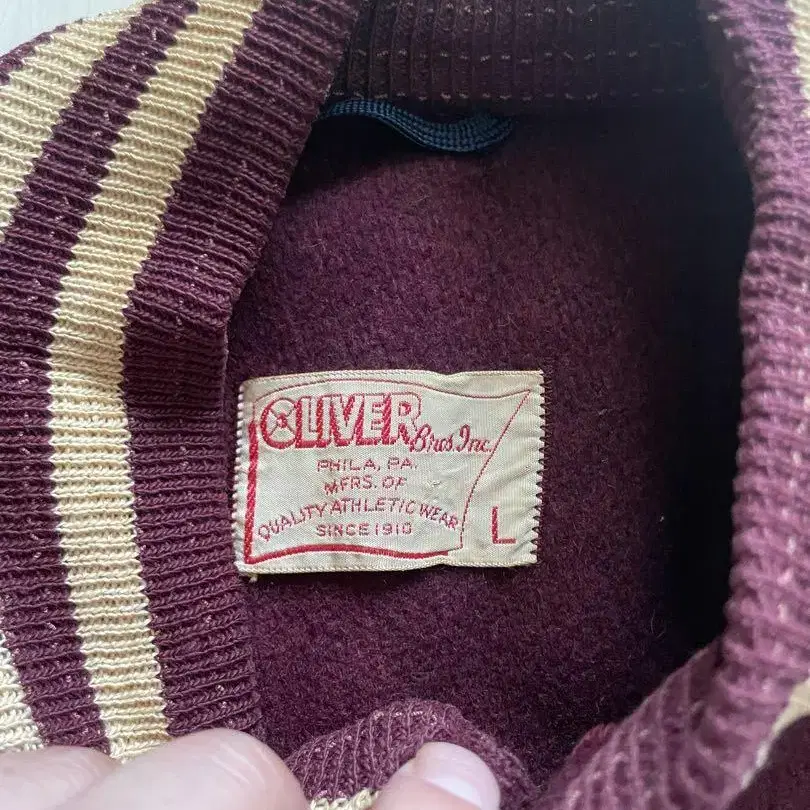 OLIVER Bros. Inc.
PHILA, PA.
MFRS. OF
QUALITY ATHLETIC WEAR
SINCE 1910
L